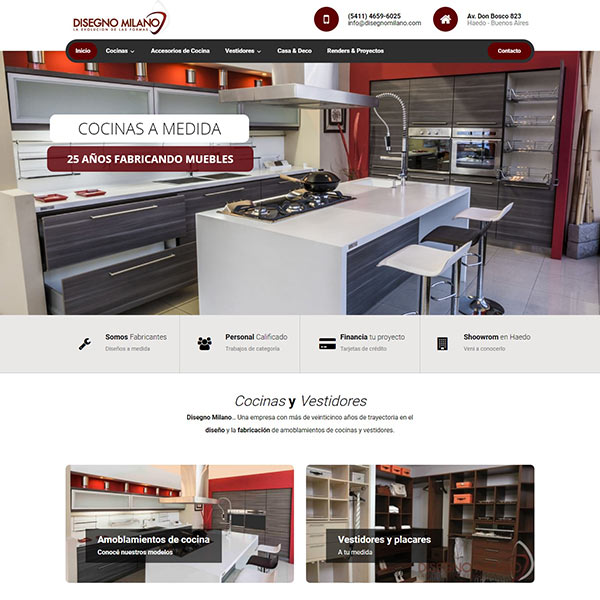 DISEGNO MILANO
LA EVOLUCIÓN DE LAS FORMAS
(5411) 4659-6025
info@disegnomilano.com
Av. Don Bosco 823
Haedo - Buenos Aires
Inicio Cocinas Accesorios de Cocina Vestidores Casa & Deco Renders & Proyectos Contacto
COCINAS A MEDIDA
25 AÑOS FABRICANDO MUEBLES
Somos Fabricantes
Diseños a medida
Personal Calificado
Trabajos de categoría
Financia tu proyecto
Tarjetas de crédito
Shoowrom en Haedo
Vení a conocerlo
Cocinas y Vestidores
Disegno Milano... Una empresa con más de veinticinco años de trayectoria en el
diseño y la fabricación de amoblamientos de cocinas y vestidores.
Amoblamientos de cocina
Conocé nuestros modelos
Vestidores y placares
A tu medida
DISEGNO MILANO